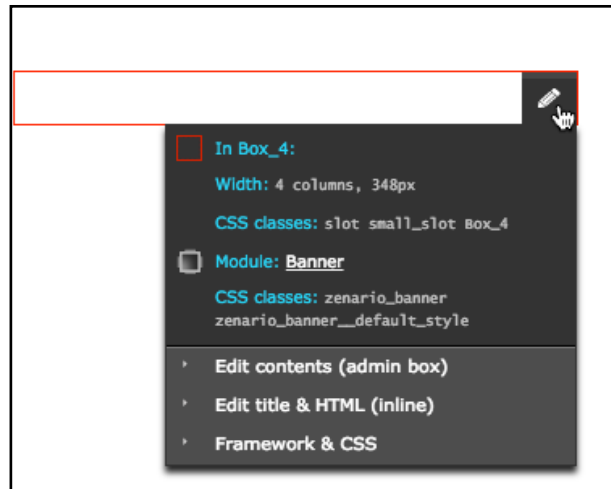 In Box_4:
Width: 4 columns, 348px
CSS classes: slot small_slot Box_4
Module: Banner
CSS classes: zenario_banner
zenario_banner__default_style
Edit contents (admin box)
Edit title & HTML (inline)
Framework & CSS